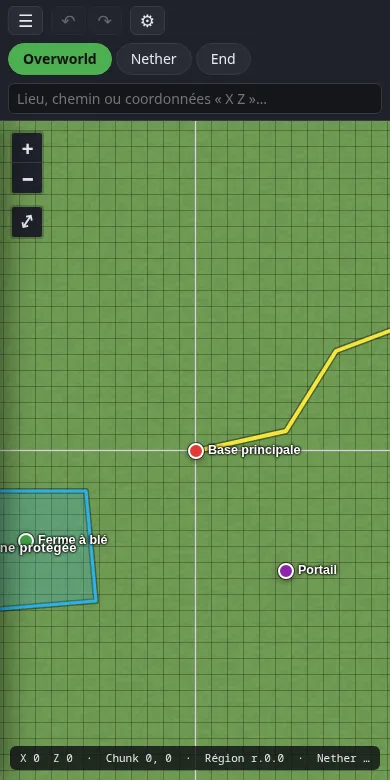 Overworld Nether End
Lieu, chemin ou coordonnées « X Z »…
+
−
Base principale
Ferme à blé
ne protégée
Portail
X 0 Z 0 · Chunk 0, 0 · Région r.0.0 · Nether …